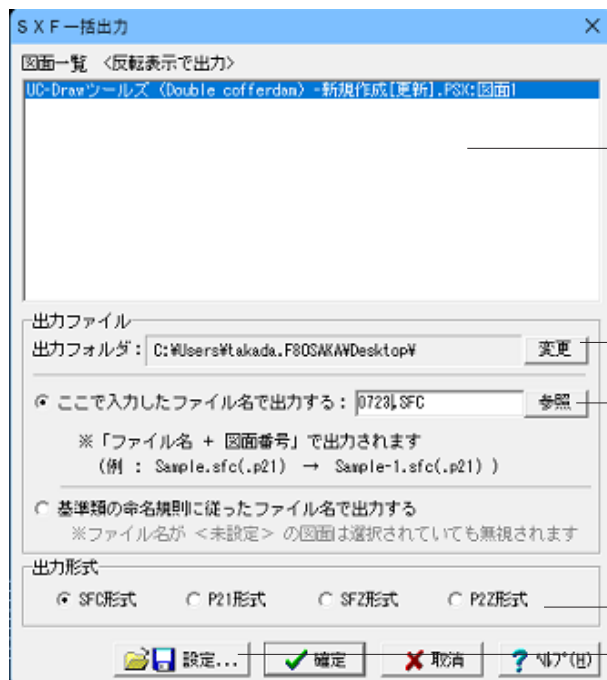 SXF一括出力
図面一覧 <反転表示で出力>
UC-Drawツールズ (Double cofferdam) -新規作成[更新].PSX:図面1
出力ファイル
出力フォルダ: C:¥Users¥takada.F8OSAKA¥Desktop¥ 変更
ここで入力したファイル名で出力する: 0723.SFC 参照
※「ファイル名 + 図面番号」で出力されます
(例 : Sample.sfc(.p21) → Sample-1.sfc(.p21) )
基準類の命名規則に従ったファイル名で出力する
※ファイル名が <未設定> の図面は選択されていても無視されます
出力形式
SFC形式 P21形式 SFZ形式 P2Z形式
設定... 確定 取消 ヘルプ(H)